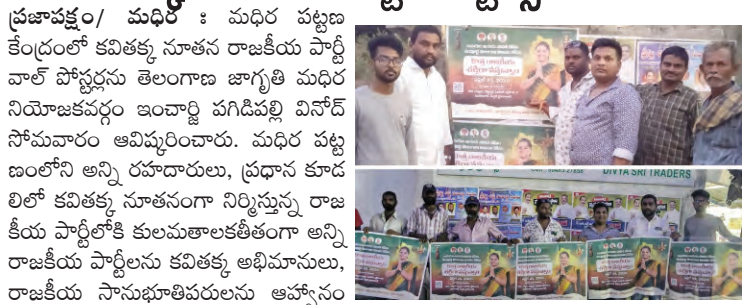 ప్రజాపక్షం/ మధిర : మధిర పట్టణ
కేంద్రంలో కవితక్క నూతన రాజకీయ పార్టీ
వాల్ పోస్టర్లను తెలంగాణ జాగృతి మధిర
నియోజకవర్గం ఇంచార్జి పగిడిపల్లి వినోద్
సోమవారం ఆవిష్కరించారు. మధిర పట్ట
ణంలోని అన్ని రహదారులు, ప్రధాన కూడ
లిలో కవితక్క నూతనంగా నిర్మిస్తున్న రాజ
కీయ పార్టీలోకి కులమతాలకతీతంగా అన్ని
రాజకీయ పార్టీలను కవితక్క అభిమానులు,
రాజకీయ సానుభూతిపరులను ఆహ్వానం
DIVYA SRI TRADERS